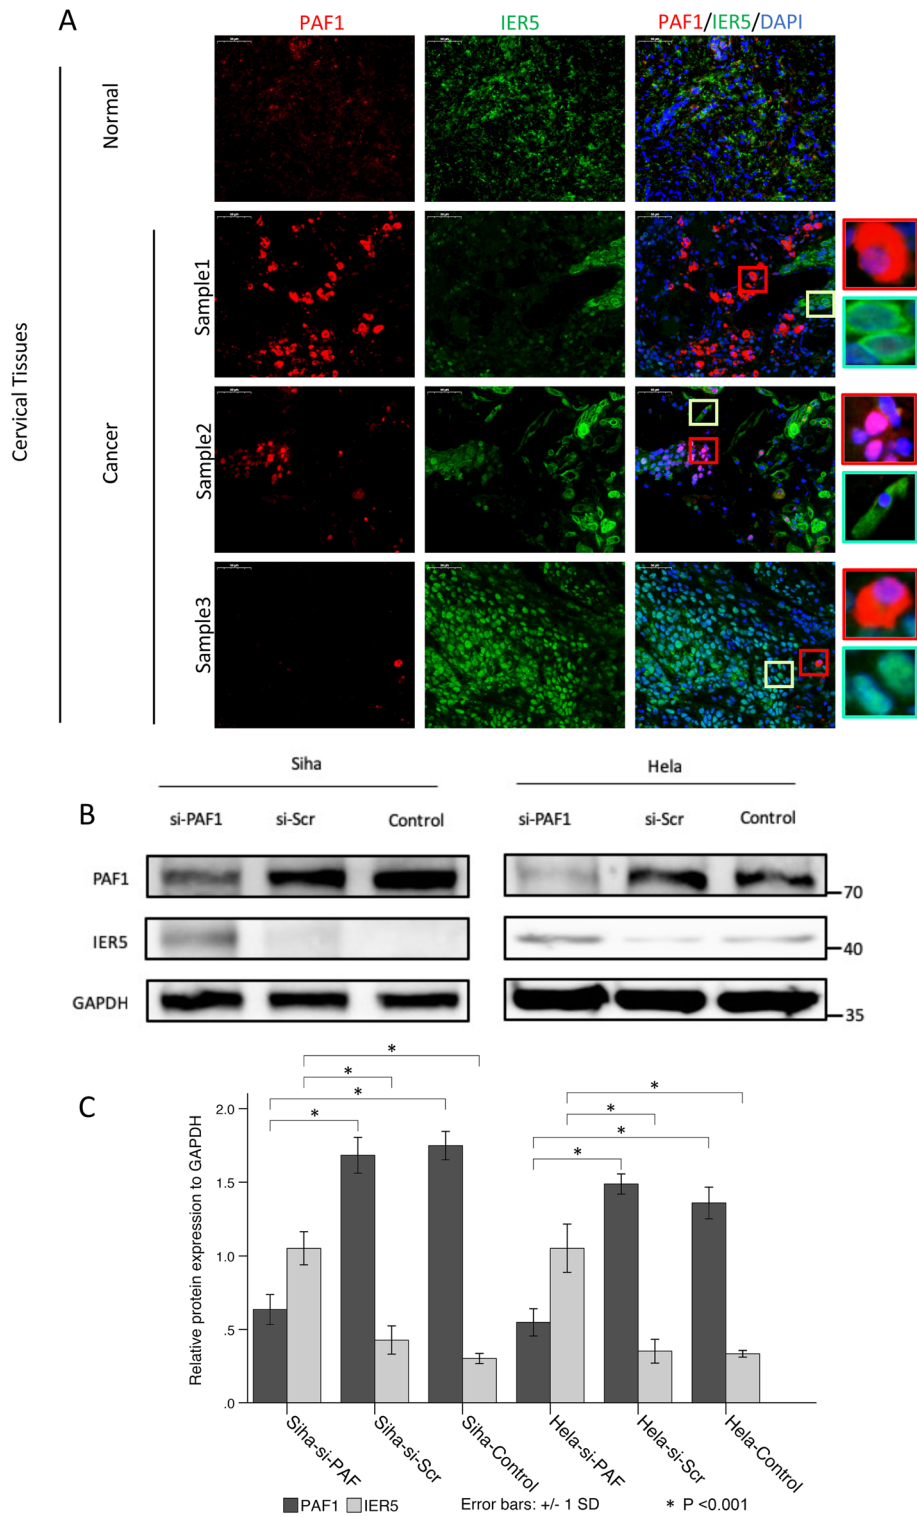 A
PAF1 IER5 PAF1/IER5/DAPI
Cervical Tissues
Normal
Cancer
Sample1
Sample2
Sample3
B
Siha Hela
si-PAF1 si-Scr Control si-PAF1 si-Scr Control
PAF1 70
IER5 40
GAPDH 35
C
* * * * * * * *
Relative protein expression to GAPDH
2.0
1.5
1.0
.5
.0
Siha-si-PAF Siha-si-Scr Siha-Control Hela-si-PAF Hela-si-Scr Hela-Control
PAF1 IER5 Error bars: +/- 1 SD * P <0.001